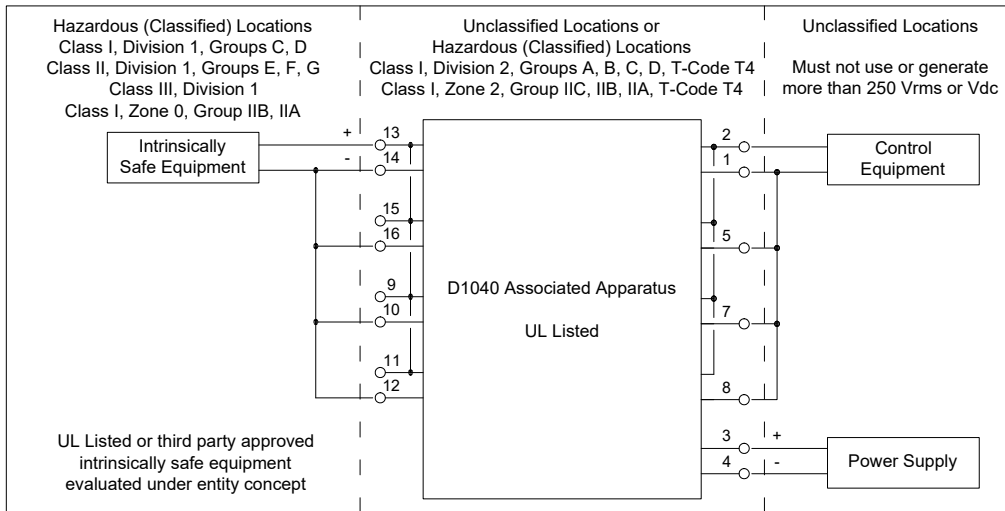 Hazardous (Classified) Locations
Class I, Division 1, Groups C, D
Class II, Division 1, Groups E, F, G
Class III, Division 1
Class I, Zone 0, Group IIB, IIA
Unclassified Locations or
Hazardous (Classified) Locations
Class I, Division 2, Groups A, B, C, D, T-Code T4
Class I, Zone 2, Group IIC, IIB, IIA, T-Code T4
Unclassified Locations
Must not use or generate
more than 250 Vrms or Vdc
Intrinsically
Safe Equipment
+
-
13
14
15
16
9
10
11
12
D1040 Associated Apparatus
UL Listed
2
1
5
7
8
3
4
+
-
Control
Equipment
Power Supply
UL Listed or third party approved
intrinsically safe equipment
evaluated under entity concept